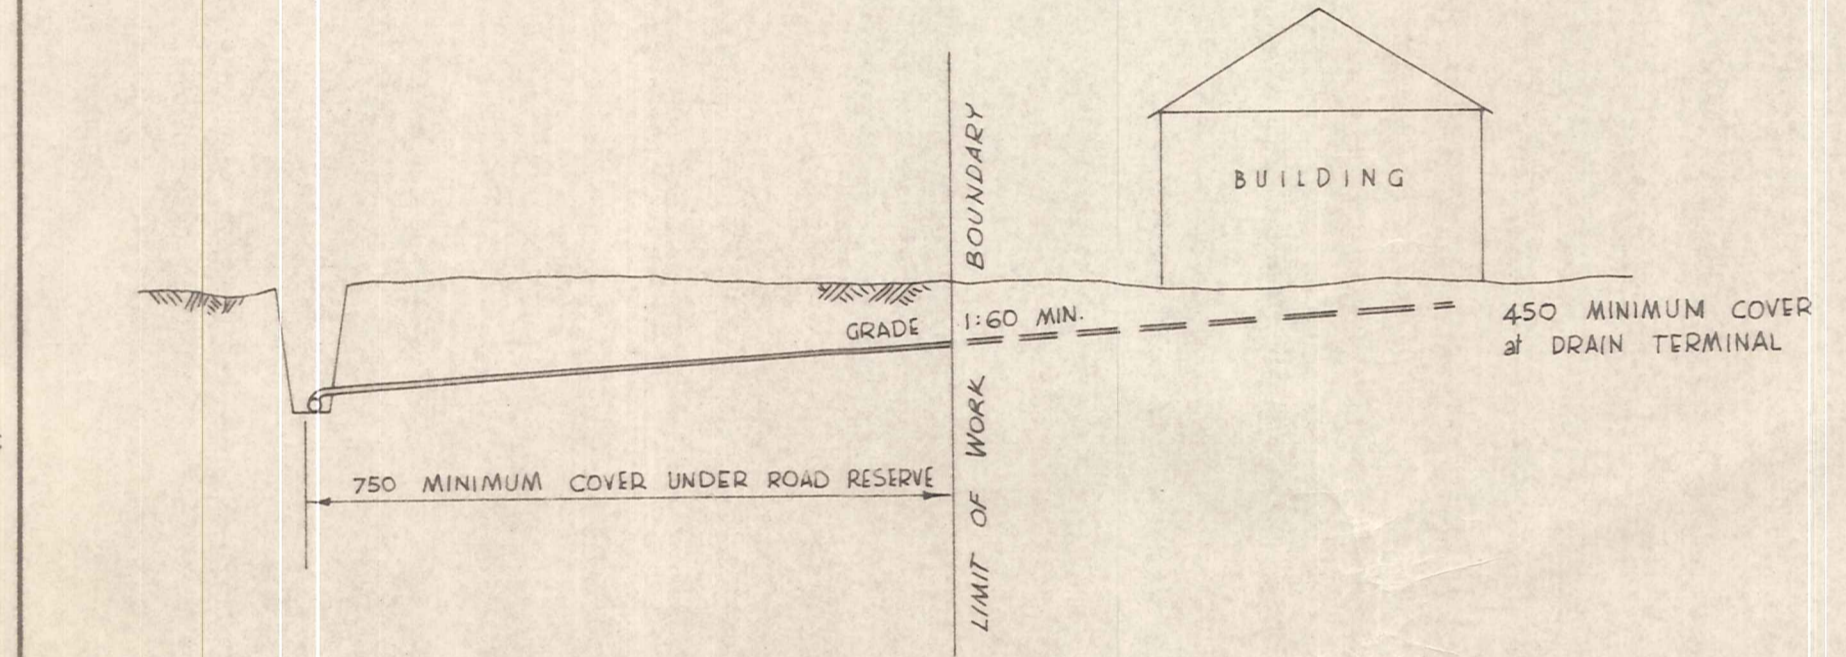 BUILDING
BOUNDARY
GRADE 1:60 MIN.
450 MINIMUM COVER
at DRAIN TERMINAL
750 MINIMUM COVER UNDER ROAD RESERVE
LIMIT OF WORK